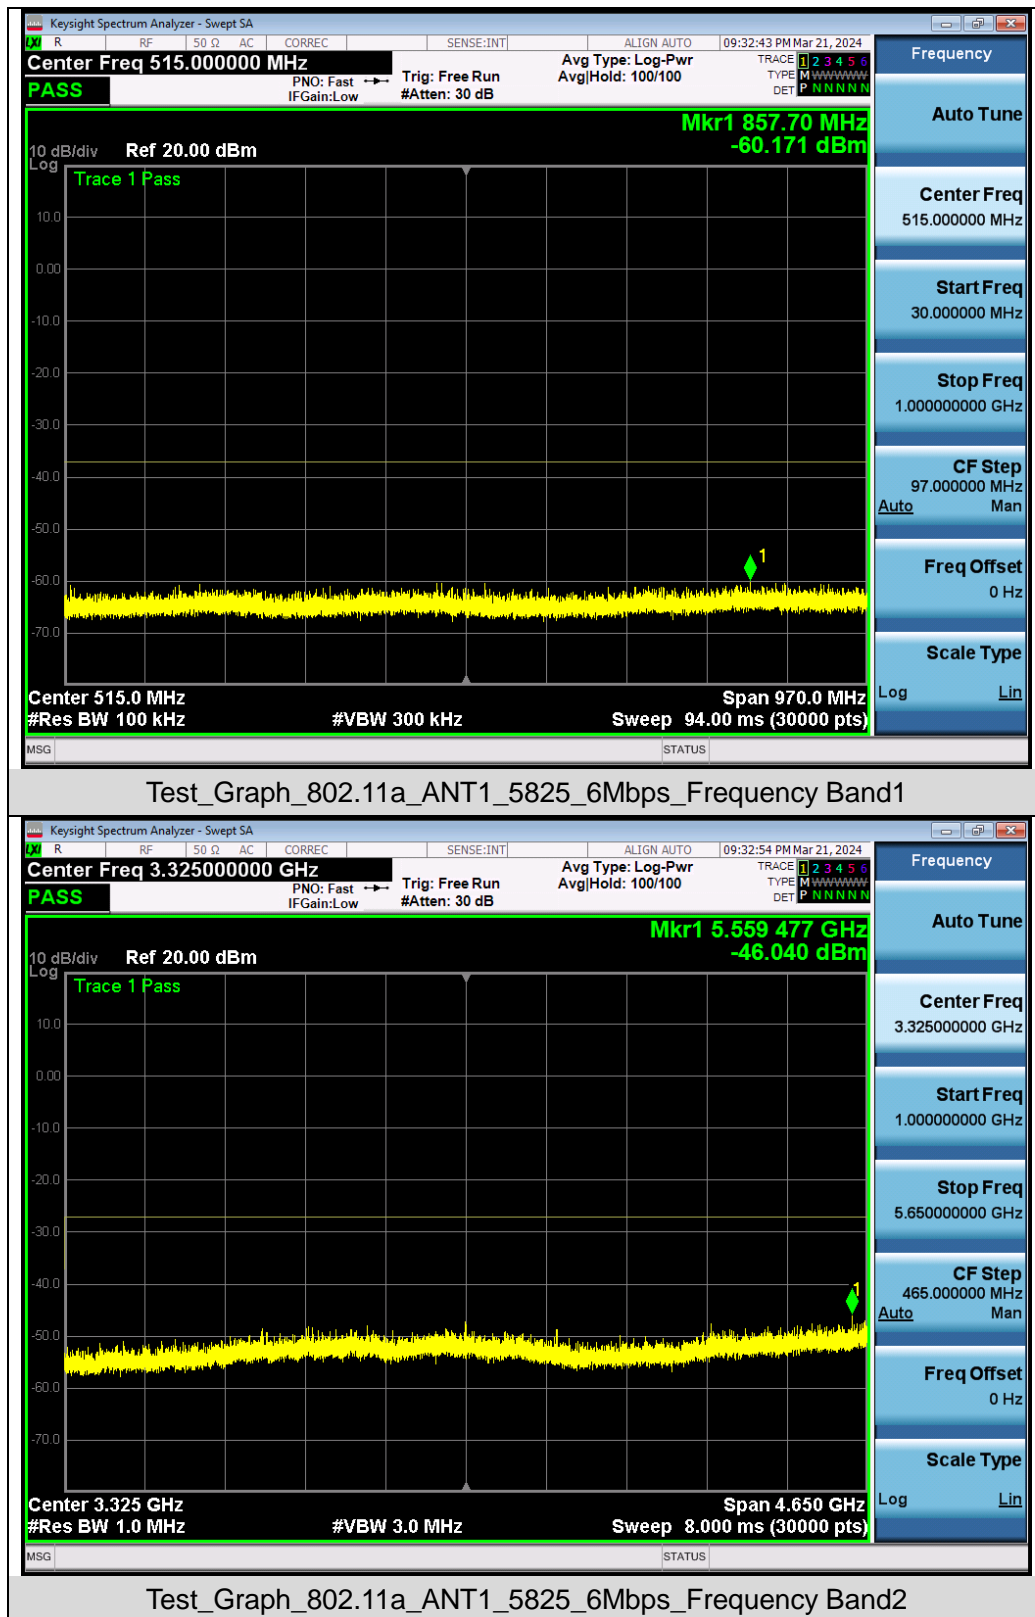 Keysight Spectrum Analyzer - Swept SA
LXI R RF 50 Ω AC CORREC SENSE:INT ALIGN AUTO 09:32:43 PM Mar 21, 2024
Center Freq 515.000000 MHz
PASS
PNO: Fast
IFGain:Low
Trig: Free Run
#Atten: 30 dB
Avg Type: Log-Pwr
Avg|Hold: 100/100
TRACE 1 2 3 4 5 6
TYPE M WWWWW
DET P N N N N N
Mkr1 857.70 MHz
-60.171 dBm
10 dB/div Ref 20.00 dBm
Log
Trace 1 Pass
10.0
0.00
-10.0
-20.0
-30.0
-40.0
-50.0
-60.0
-70.0
1
Center 515.0 MHz Span 970.0 MHz
#Res BW 100 kHz #VBW 300 kHz Sweep 94.00 ms (30000 pts)
MSG STATUS
Frequency
Auto Tune
Center Freq
515.000000 MHz
Start Freq
30.000000 MHz
Stop Freq
1.000000000 GHz
CF Step
97.000000 MHz
Auto Man
Freq Offset
0 Hz
Scale Type
Log Lin
Test_Graph_802.11a_ANT1_5825_6Mbps_Frequency Band1
Keysight Spectrum Analyzer - Swept SA
LXI R RF 50 Ω AC CORREC SENSE:INT ALIGN AUTO 09:32:54 PM Mar 21, 2024
Center Freq 3.325000000 GHz
PASS
PNO: Fast
IFGain:Low
Trig: Free Run
#Atten: 30 dB
Avg Type: Log-Pwr
Avg|Hold: 100/100
TRACE 1 2 3 4 5 6
TYPE M WWWWW
DET P N N N N N
Mkr1 5.559 477 GHz
-46.040 dBm
10 dB/div Ref 20.00 dBm
Log
Trace 1 Pass
10.0
0.00
-10.0
-20.0
-30.0
-40.0
-50.0
-60.0
-70.0
1
Center 3.325 GHz Span 4.650 GHz
#Res BW 1.0 MHz #VBW 3.0 MHz Sweep 8.000 ms (30000 pts)
MSG STATUS
Frequency
Auto Tune
Center Freq
3.325000000 GHz
Start Freq
1.000000000 GHz
Stop Freq
5.650000000 GHz
CF Step
465.000000 MHz
Auto Man
Freq Offset
0 Hz
Scale Type
Log Lin
Test_Graph_802.11a_ANT1_5825_6Mbps_Frequency Band2